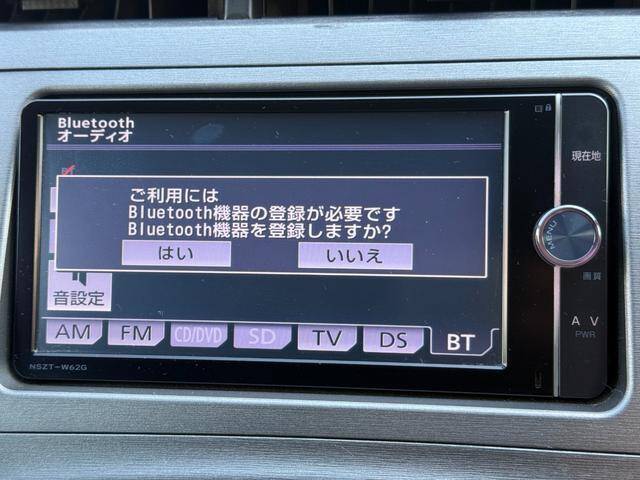 Bluetooth
オーディオ
ご利用には
Bluetooth機器の登録が必要です
Bluetooth機器を登録しますか?
はい
いいえ
音設定
AM
FM
CD/DVD
SD
TV
DS
BT
NSZT-W62G
現在地
MENU
画質
A V
PWR